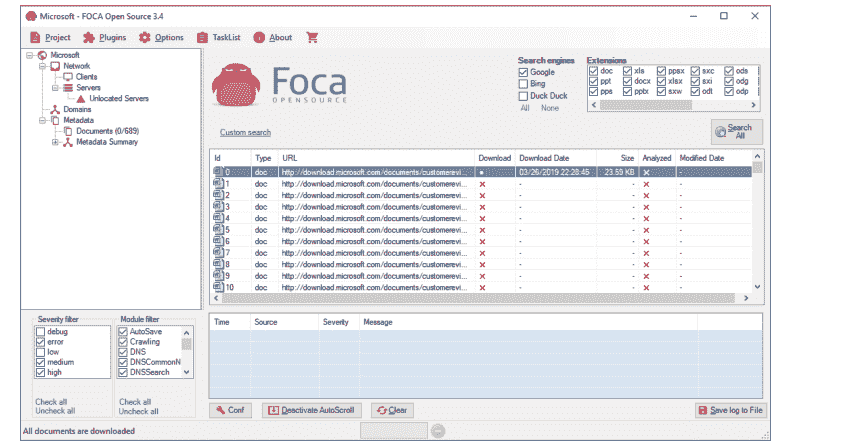 Microsoft - FOCA Open Source 3.4
Project Plugins Options TaskList About
Microsoft
Network
Clients
Servers
Unlocated Servers
Domains
Metadata
Documents (0/689)
Metadata Summary
Foca
OPENSOURCE
Custom search
Search engines
Google
Bing
Duck Duck
All None
Extensions
doc xls ppsx sxc ods
ppt docx xlsx sxi odg
pps pptx sxw odt odp
Search All
Id Type URL Download Download Date Size Analyzed Modified Date
0 doc http://download.microsoft.com/documents/customerevi... • 03/26/2019 22:28:45 23.59 KB × -
1 doc http://download.microsoft.com/documents/customerevi... × - - × -
2 doc http://download.microsoft.com/documents/customerevi... × - - × -
3 doc http://download.microsoft.com/documents/customerevi... × - - × -
4 doc http://download.microsoft.com/documents/customerevi... × - - × -
5 doc http://download.microsoft.com/documents/customerevi... × - - × -
6 doc http://download.microsoft.com/documents/customerevi... × - - × -
7 doc http://download.microsoft.com/documents/customerevi... × - - × -
8 doc http://download.microsoft.com/documents/customerevi... × - - × -
9 doc http://download.microsoft.com/documents/customerevi... × - - × -
10 doc http://download.microsoft.com/documents/customerevi... × - - × -
Severity filter
debug
error
low
medium
high
Check all
Uncheck all
Module filter
AutoSave
Crawling
DNS
DNSCommonN
DNSSearch
Check all
Uncheck all
Time Source Severity Message
Conf Deactivate AutoScroll Clear Save log to File
All documents are downloaded